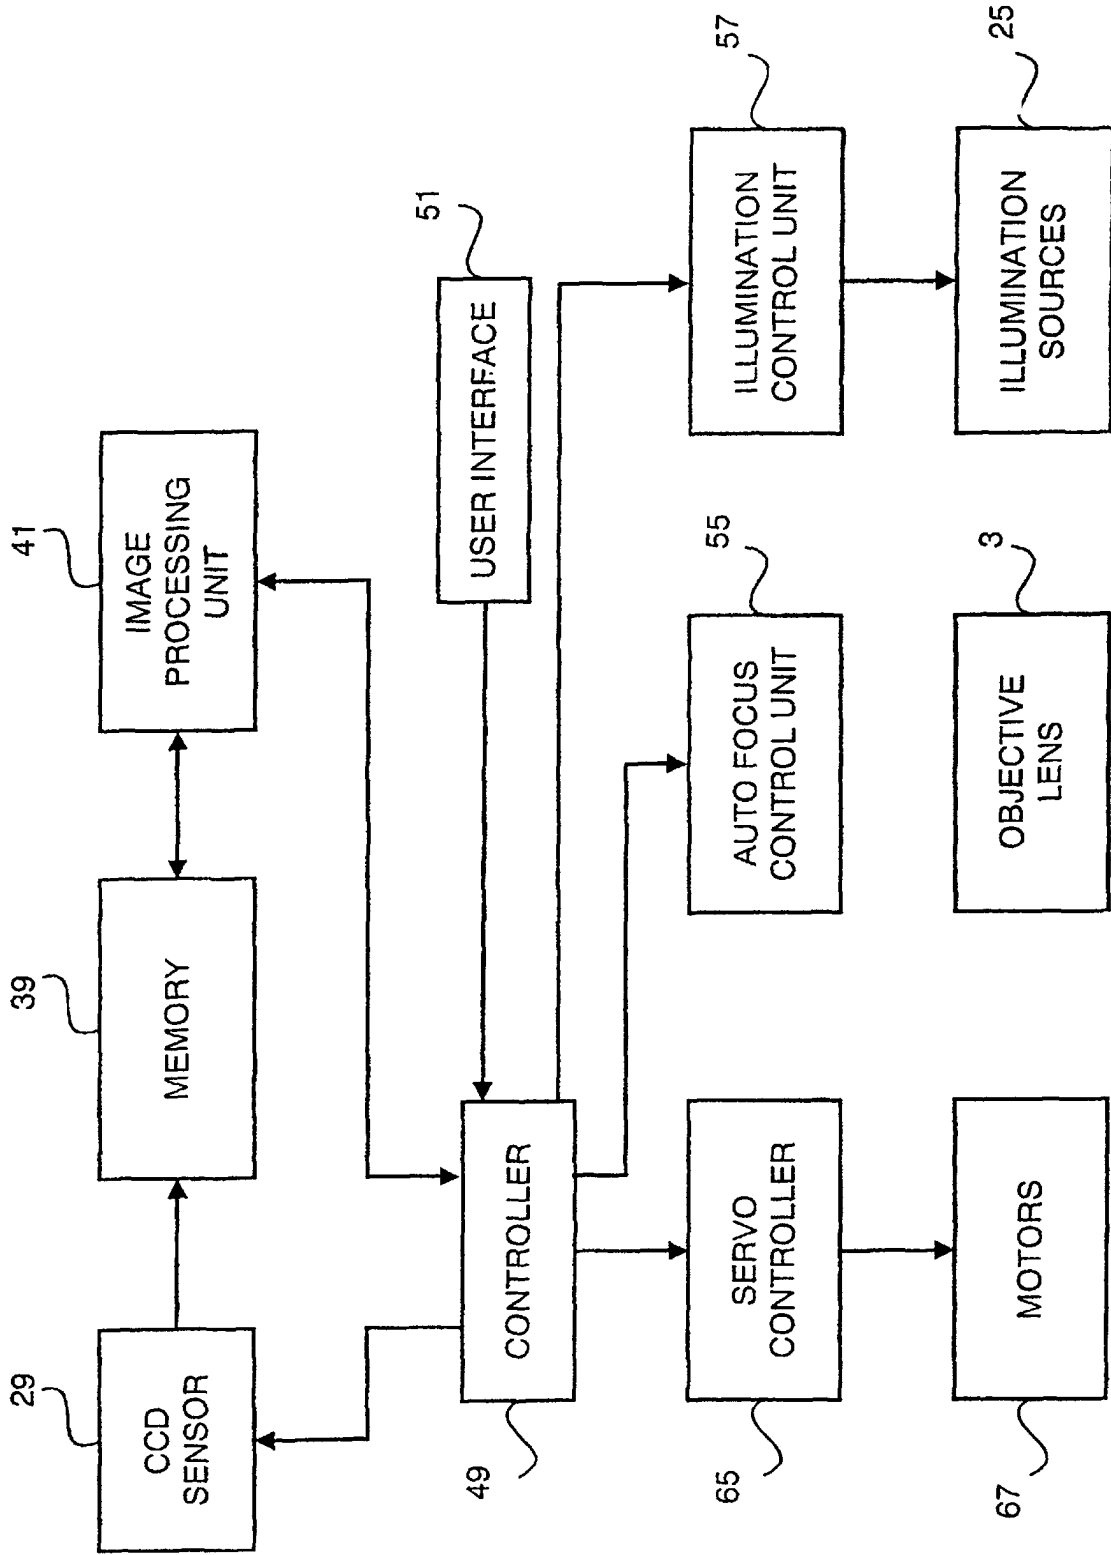 29
CCD
SENSOR
39
MEMORY
41
IMAGE
PROCESSING
UNIT
49
CONTROLLER
51
USER INTERFACE
65
SERVO
CONTROLLER
55
AUTO FOCUS
CONTROL UNIT
57
ILLUMINATION
CONTROL UNIT
67
MOTORS
3
OBJECTIVE
LENS
25
ILLUMINATION
SOURCES